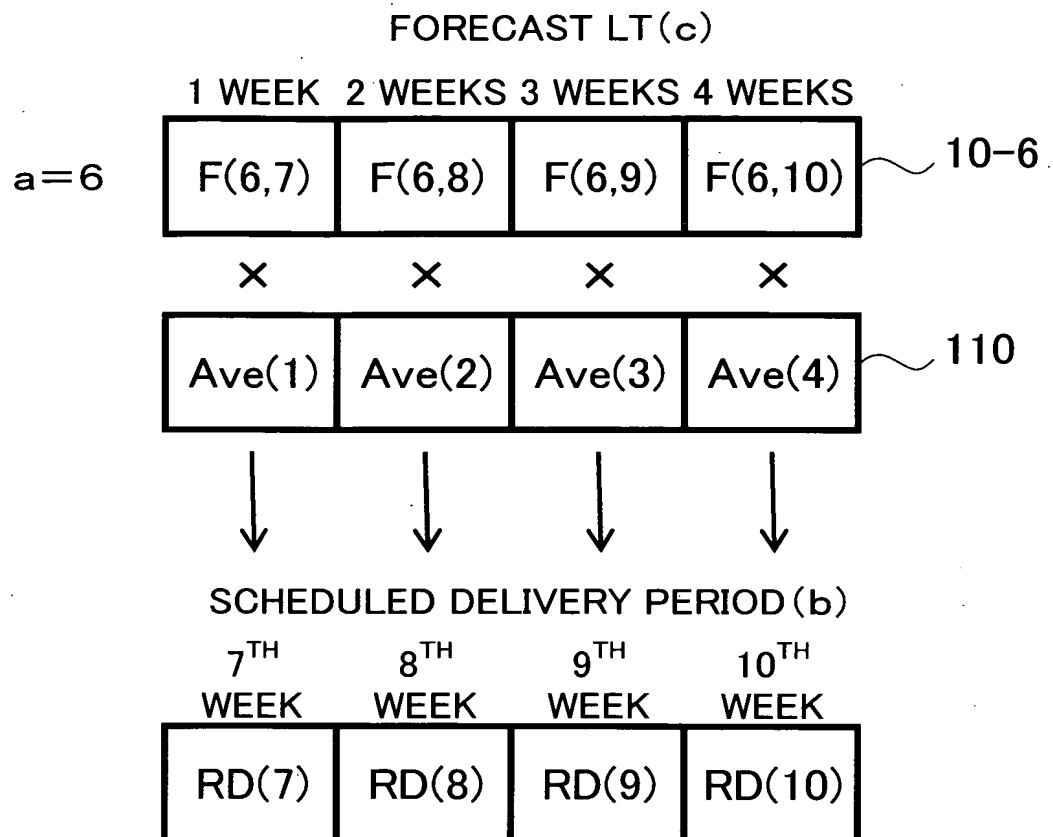 FORECAST LT(c)
1 WEEK 2 WEEKS 3 WEEKS 4 WEEKS
a=6 F(6,7) F(6,8) F(6,9) F(6,10) 10-6
× × × ×
Ave(1) Ave(2) Ave(3) Ave(4) 110
SCHEDULED DELIVERY PERIOD(b)
7TH 8TH 9TH 10TH
WEEK WEEK WEEK WEEK
RD(7) RD(8) RD(9) RD(10)